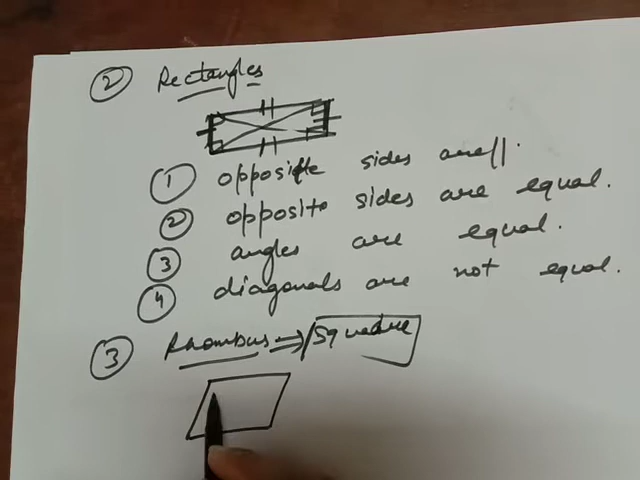 ② Rectangles
① opposite sides are //.
② opposite sides are equal.
③ angles are equal.
④ diagonals are not equal.
③ Rhombus => Square